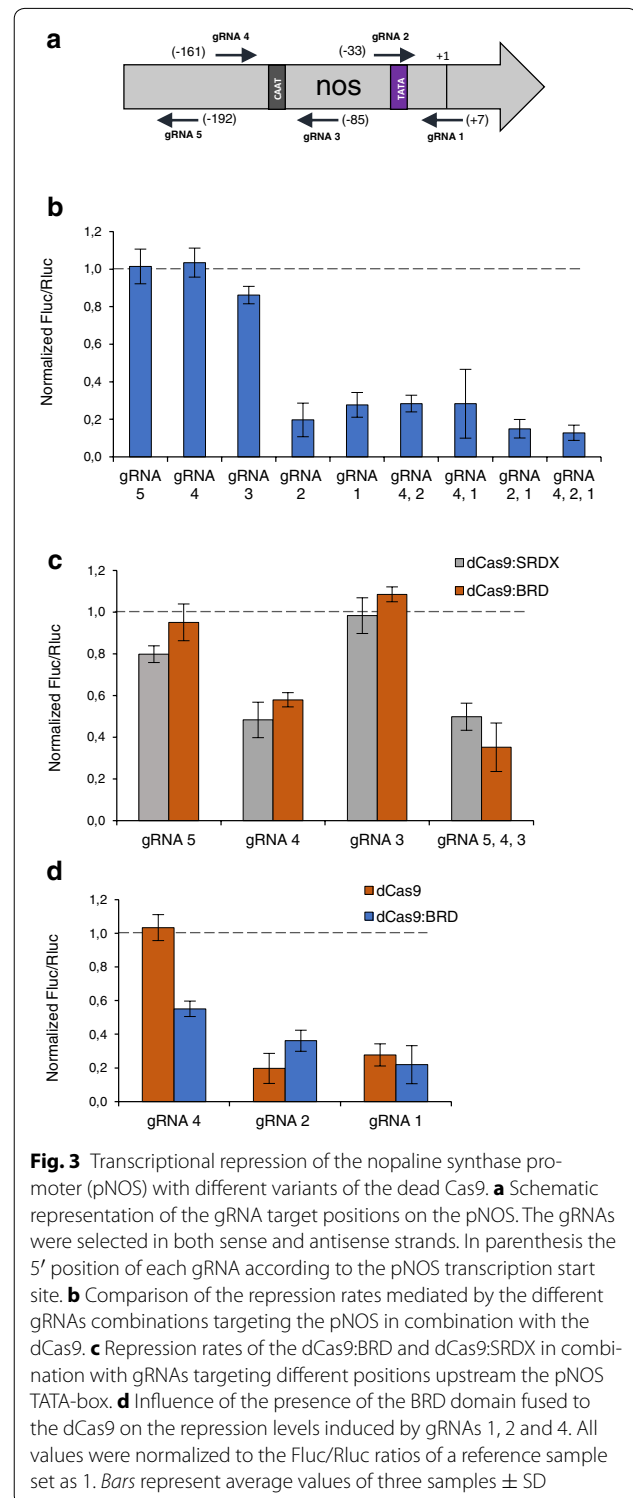 a
gRNA 4
gRNA 2
(-161)
(-33)
+1
CAAT
nos
TATA
(-192)
(-85)
(+7)
gRNA 5
gRNA 3
gRNA 1
b
Normalized Fluc/Rluc
1,2
1,0
0,8
0,6
0,4
0,2
0,0
gRNA 5
gRNA 4
gRNA 3
gRNA 2
gRNA 1
gRNA 4, 2
gRNA 4, 1
gRNA 2, 1
gRNA 4, 2, 1
c
dCas9:SRDX
dCas9:BRD
Normalized Fluc/Rluc
1,2
1,0
0,8
0,6
0,4
0,2
0,0
gRNA 5
gRNA 4
gRNA 3
gRNA 5, 4, 3
d
dCas9
dCas9:BRD
Normalized Fluc/Rluc
1,2
1,0
0,8
0,6
0,4
0,2
0,0
gRNA 4
gRNA 2
gRNA 1
Fig. 3 Transcriptional repression of the nopaline synthase pro-
moter (pNOS) with different variants of the dead Cas9. a Schematic
representation of the gRNA target positions on the pNOS. The gRNAs
were selected in both sense and antisense strands. In parenthesis the
5′ position of each gRNA according to the pNOS transcription start
site. b Comparison of the repression rates mediated by the different
gRNAs combinations targeting the pNOS in combination with the
dCas9. c Repression rates of the dCas9:BRD and dCas9:SRDX in combi-
nation with gRNAs targeting different positions upstream the pNOS
TATA-box. d Influence of the presence of the BRD domain fused to
the dCas9 on the repression levels induced by gRNAs 1, 2 and 4. All
values were normalized to the Fluc/Rluc ratios of a reference sample
set as 1. Bars represent average values of three samples ± SD